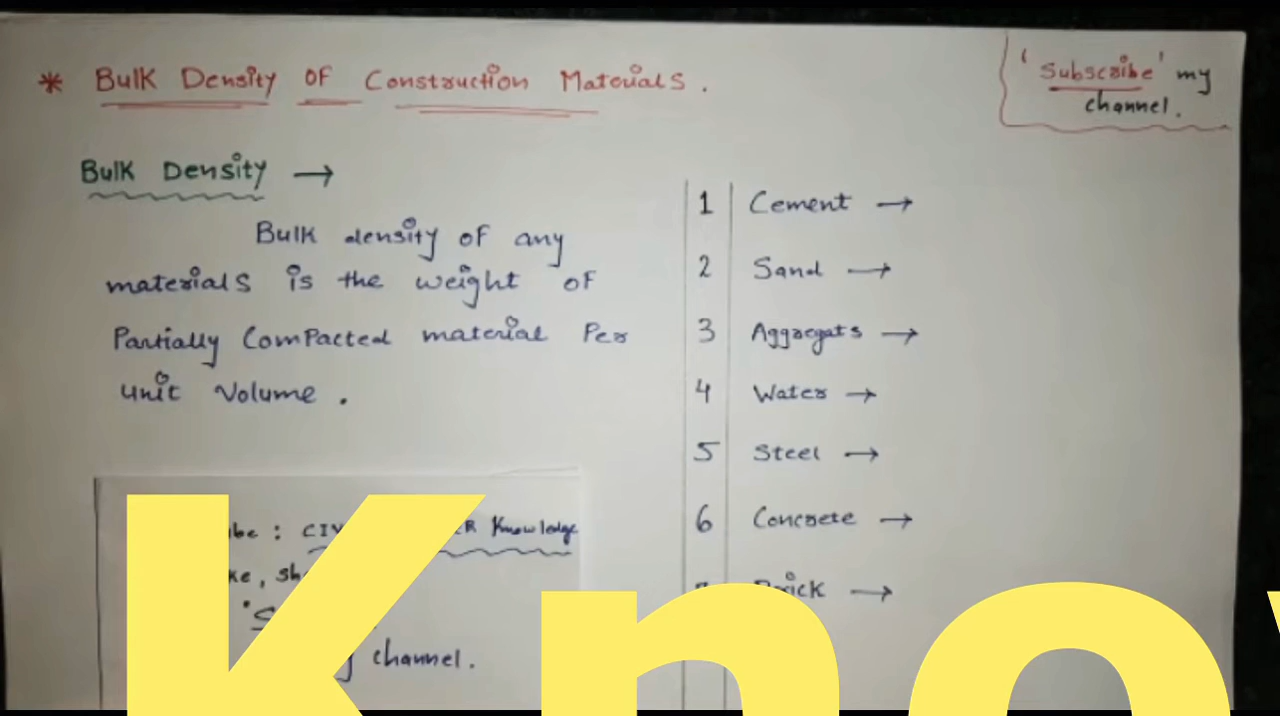 * Bulk Density OF Construction Materials.
'Subscribe' my
channel.
Bulk Density →
Bulk density of any
materials is the weight of
Partially Compacted material Per
unit Volume.
1 Cement →
2 Sand →
3 Aggregats →
4 Water →
5 Steel →
6 Concrete →
Brick →
Knowledge
channel.
Kno